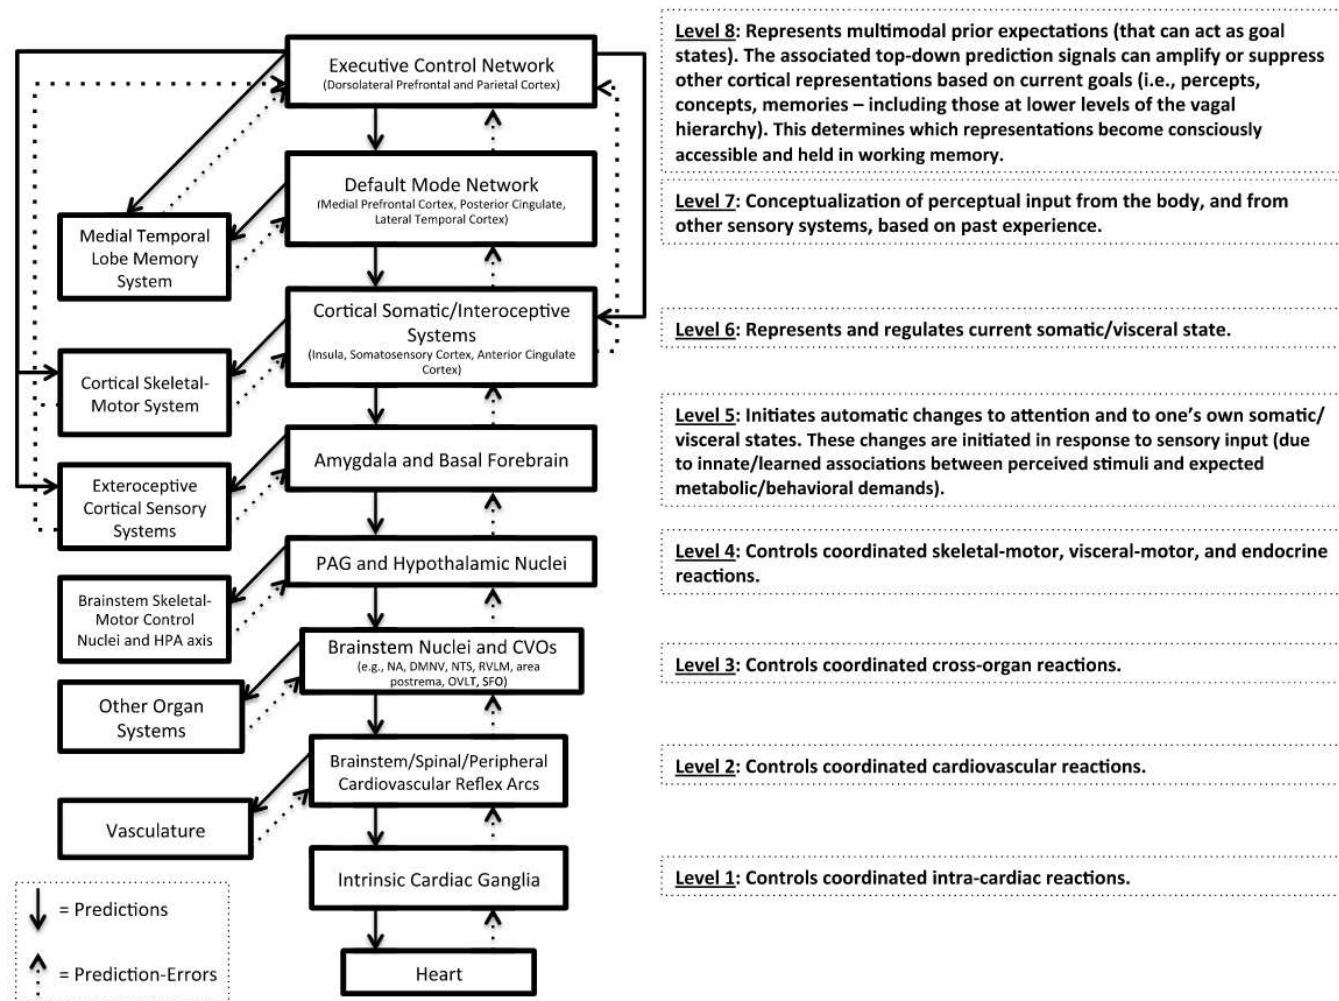 Executive Control Network
(Dorsolateral Prefrontal and Parietal Cortex)
Default Mode Network
(Medial Prefrontal Cortex, Posterior Cingulate,
Lateral Temporal Cortex)
Medial Temporal
Lobe Memory
System
Cortical Somatic/Interoceptive
Systems
(Insula, Somatosensory Cortex, Anterior Cingulate
Cortex)
Cortical Skeletal-
Motor System
Amygdala and Basal Forebrain
Exteroceptive
Cortical Sensory
Systems
PAG and Hypothalamic Nuclei
Brainstem Skeletal-
Motor Control
Nuclei and HPA axis
Brainstem Nuclei and CVOs
(e.g., NA, DMNV, NTS, RVLM, area
postrema, OVLT, SFO)
Other Organ
Systems
Brainstem/Spinal/Peripheral
Cardiovascular Reflex Arcs
Vasculature
Intrinsic Cardiac Ganglia
Heart
= Predictions
= Prediction-Errors
Level 8: Represents multimodal prior expectations (that can act as goal
states). The associated top-down prediction signals can amplify or suppress
other cortical representations based on current goals (i.e., percepts,
concepts, memories – including those at lower levels of the vagal
hierarchy). This determines which representations become consciously
accessible and held in working memory.
Level 7: Conceptualization of perceptual input from the body, and from
other sensory systems, based on past experience.
Level 6: Represents and regulates current somatic/visceral state.
Level 5: Initiates automatic changes to attention and to one's own somatic/
visceral states. These changes are initiated in response to sensory input (due
to innate/learned associations between perceived stimuli and expected
metabolic/behavioral demands).
Level 4: Controls coordinated skeletal-motor, visceral-motor, and endocrine
reactions.
Level 3: Controls coordinated cross-organ reactions.
Level 2: Controls coordinated cardiovascular reactions.
Level 1: Controls coordinated intra-cardiac reactions.